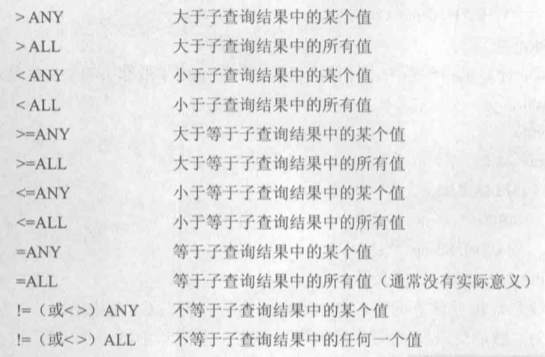 > ANY 大于子查询结果中的某个值
> ALL 大于子查询结果中的所有值
< ANY 小于子查询结果中的某个值
< ALL 小于子查询结果中的所有值
>=ANY 大于等于子查询结果中的某个值
>=ALL 大于等于子查询结果中的所有值
<=ANY 小于等于子查询结果中的某个值
<=ALL 小于等于子查询结果中的所有值
=ANY 等于子查询结果中的某个值
=ALL 等于子查询结果中的所有值（通常没有实际意义）
!=（或<>）ANY 不等于子查询结果中的某个值
!=（或<>）ALL 不等于子查询结果中的任何一个值